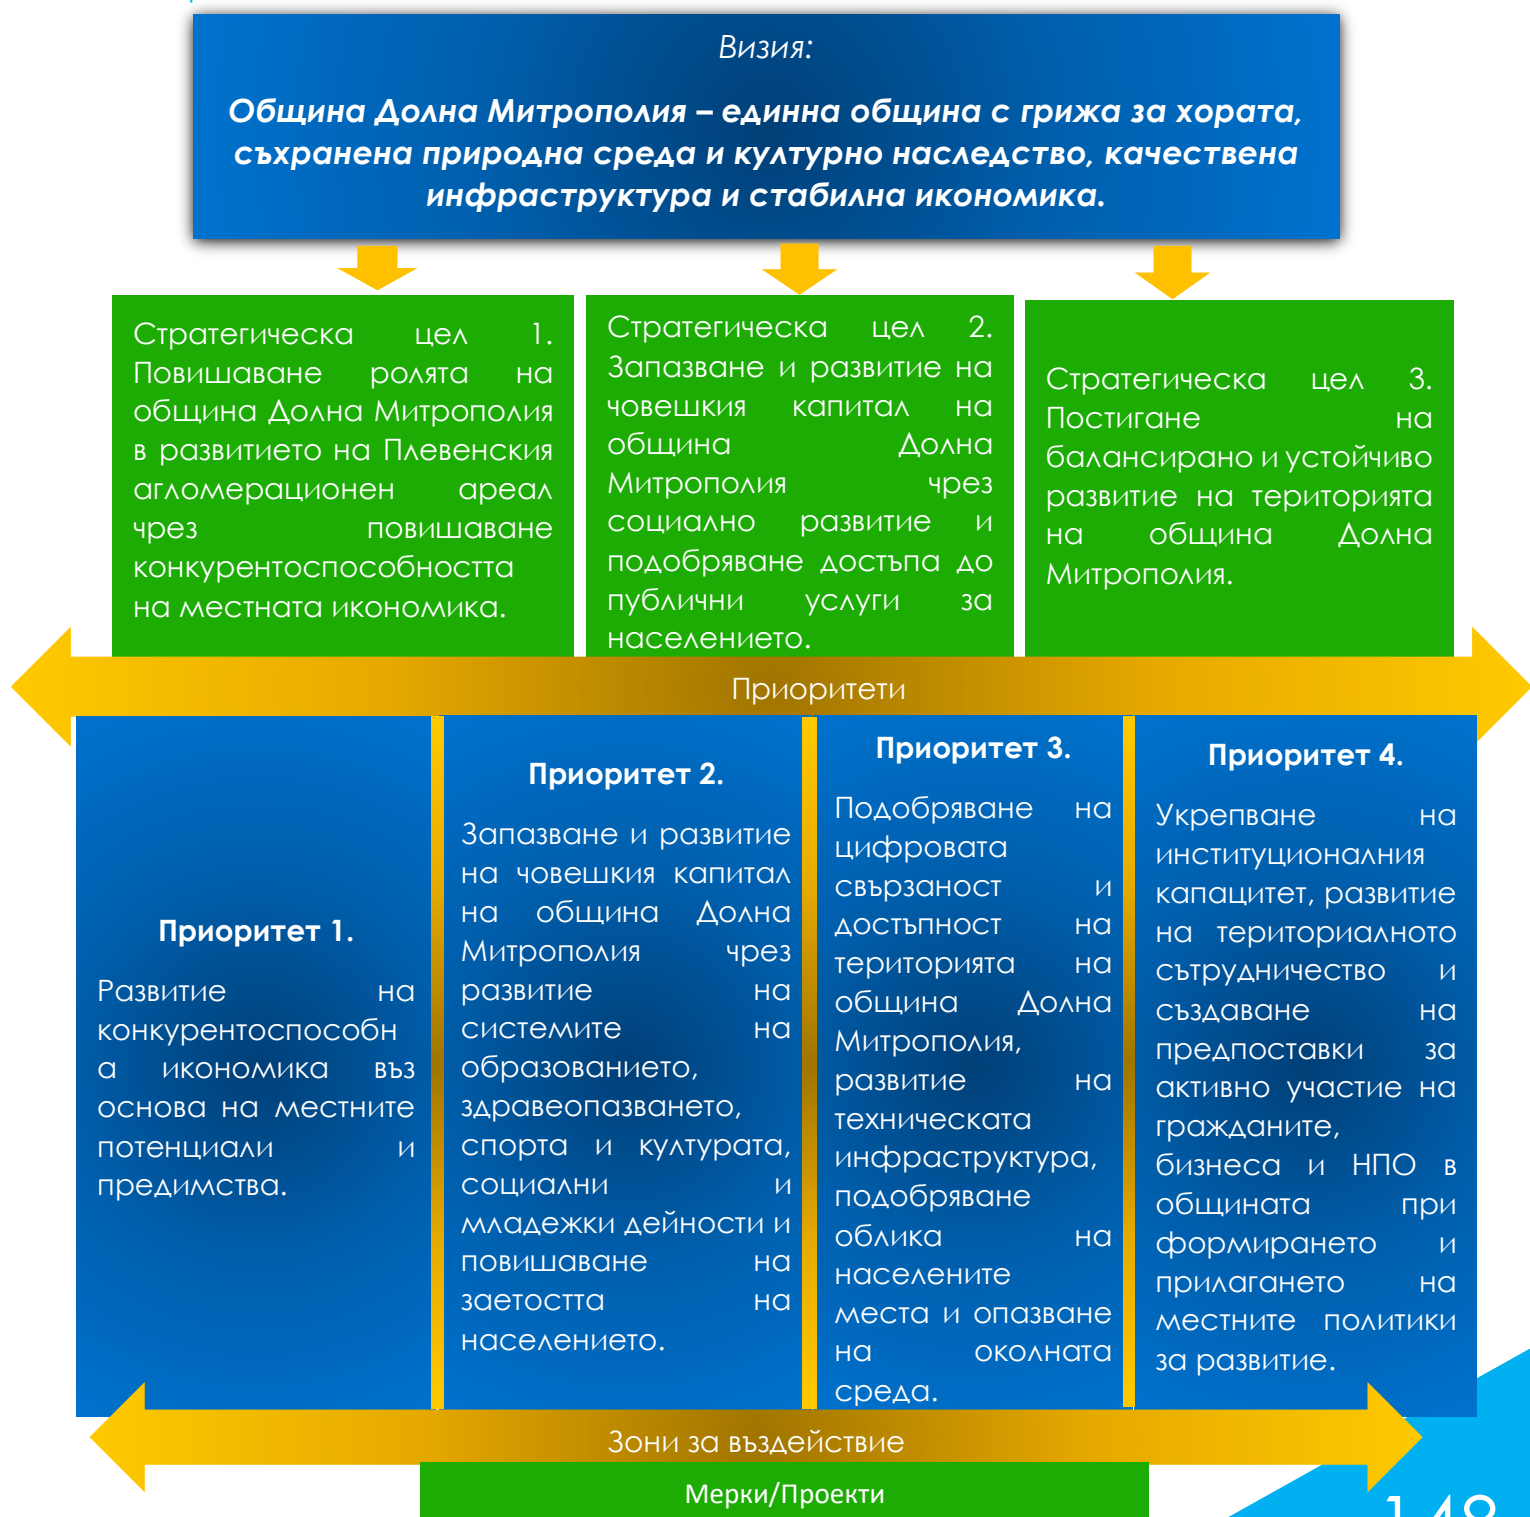 Визия:
Община Долна Митрополия – единна община с грижа за хората,
съхранена природна среда и културно наследство, качествена
инфраструктура и стабилна икономика.
Стратегическа цел 1.
Повишаване ролята на
община Долна Митрополия
в развитието на Плевенския
агломерационен ареал
чрез повишаване
конкурентоспособността
на местната икономика.
Стратегическа цел 2.
Запазване и развитие на
човешкия капитал на
община Долна
Митрополия чрез
социално развитие и
подобряване достъпа до
публични услуги за
населението.
Стратегическа цел 3.
Постигане на
балансирано и устойчиво
развитие на територията
на община Долна
Митрополия.
Приоритети
Приоритет 1.
Развитие на
конкурентоспособн
а икономика въз
основа на местните
потенциали и
предимства.
Приоритет 2.
Запазване и развитие
на човешкия капитал
на община Долна
Митрополия чрез
развитие на
системите на
образованието,
здравеопазването,
спорта и културата,
социални и
младежки дейности и
повишаване на
заетостта на
населението.
Приоритет 3.
Подобряване на
цифровата
свързаност и
достъпност на
територията на
община Долна
Митрополия,
развитие на
техническата
инфраструктура,
подобряване
облика на
населените
места и опазване
на околната
среда.
Приоритет 4.
Укрепване на
институционалния
капацитет, развитие
на териториалното
сътрудничество и
създаване на
предпоставки за
активно участие на
гражданите,
бизнеса и НПО в
общината при
формирането и
прилагането на
местните политики
за развитие.
Зони за въздействие
Мерки/Проекти